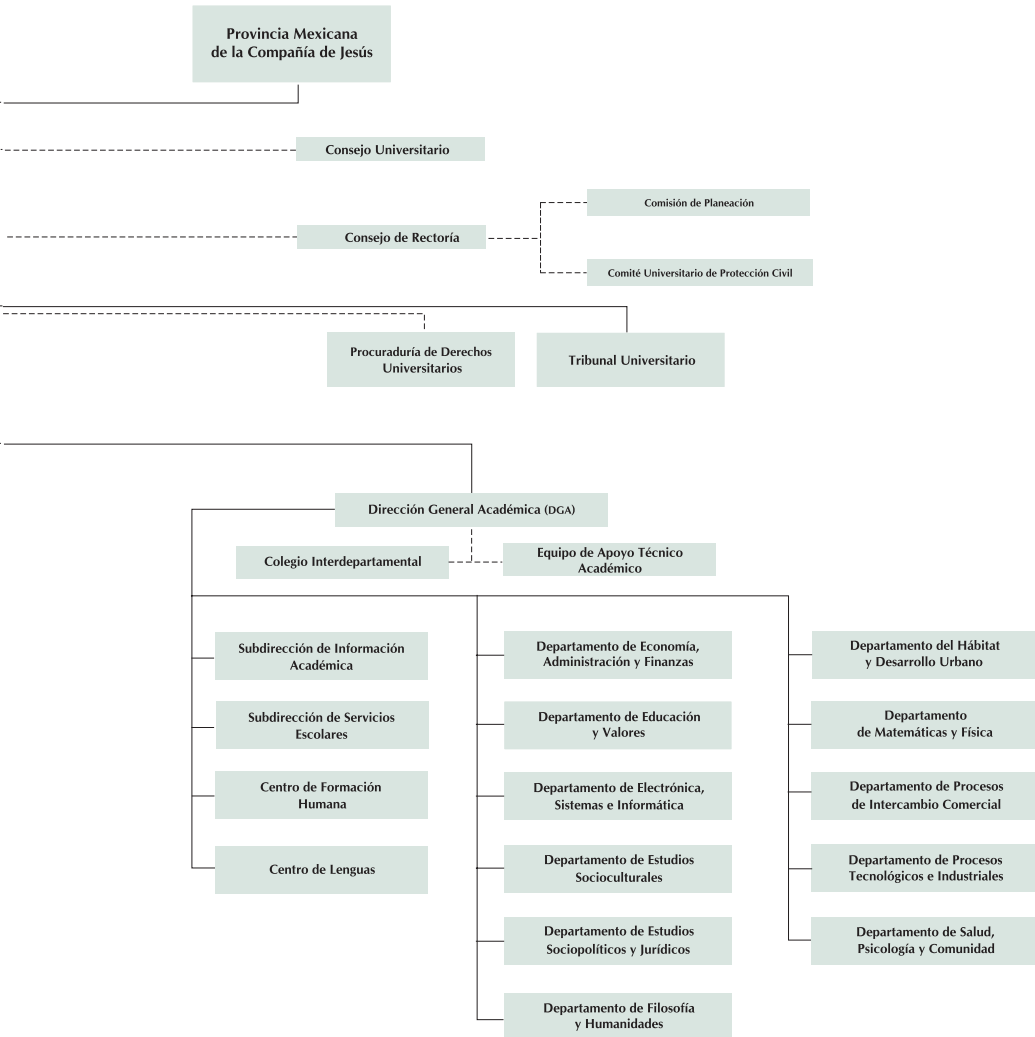 Provincia Mexicana
de la Compañía de Jesús
Consejo Universitario
Comisión de Planeación
Consejo de Rectoría
Comité Universitario de Protección Civil
Procuraduría de Derechos
Universitarios
Tribunal Universitario
Dirección General Académica (DGA)
Colegio Interdepartamental
Equipo de Apoyo Técnico
Académico
Subdirección de Información
Académica
Subdirección de Servicios
Escolares
Centro de Formación
Humana
Centro de Lenguas
Departamento de Economía,
Administración y Finanzas
Departamento de Educación
y Valores
Departamento de Electrónica,
Sistemas e Informática
Departamento de Estudios
Socioculturales
Departamento de Estudios
Sociopolíticos y Jurídicos
Departamento de Filosofía
y Humanidades
Departamento del Hábitat
y Desarrollo Urbano
Departamento
de Matemáticas y Física
Departamento de Procesos
de Intercambio Comercial
Departamento de Procesos
Tecnológicos e Industriales
Departamento de Salud,
Psicología y Comunidad